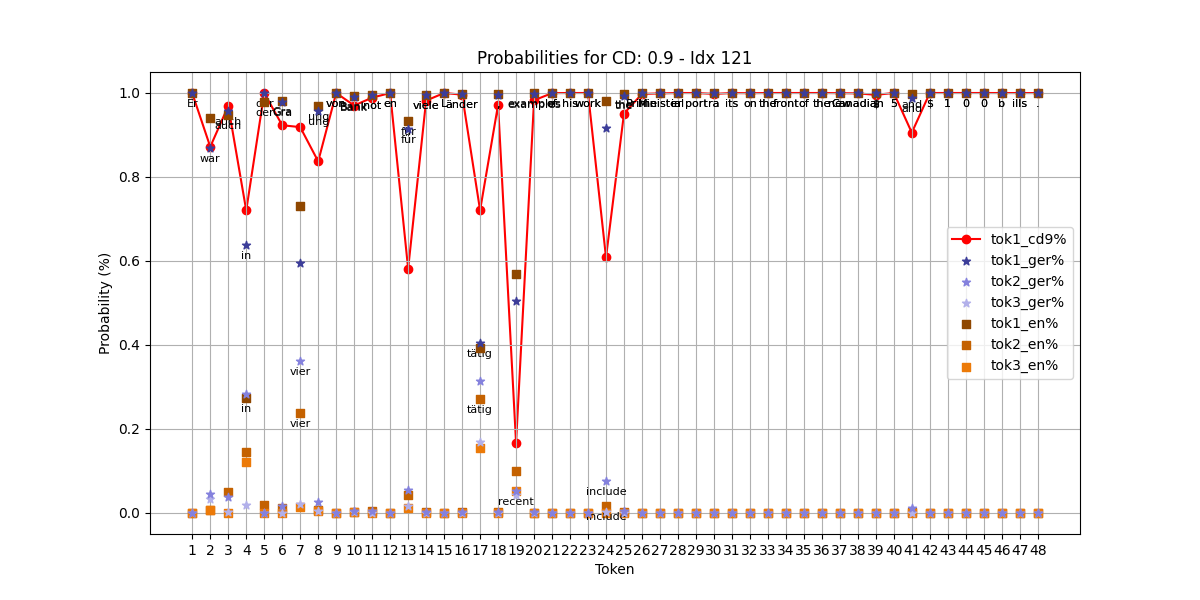 Probabilities for CD: 0.9 - Idx 121
Probability (%)
1.0
0.8
0.6
0.4
0.2
0.0
Er
war
auch
auch
in
in
der
der
Gra
vier
vier
ung
ung
von
Bank
not
en
für
für
viele
Länder
tätig
tätig
recent
examples
of
his
work
include
include
the
Prime
Minister
portra
its
on
the
front
of
the
new
Canadian
5
and
and
$
1
0
0
b
ills
.
tok1_cd9%
tok1_ger%
tok2_ger%
tok3_ger%
tok1_en%
tok2_en%
tok3_en%
1 2 3 4 5 6 7 8 9 10 11 12 13 14 15 16 17 18 19 20 21 22 23 24 25 26 27 28 29 30 31 32 33 34 35 36 37 38 39 40 41 42 43 44 45 46 47 48
Token